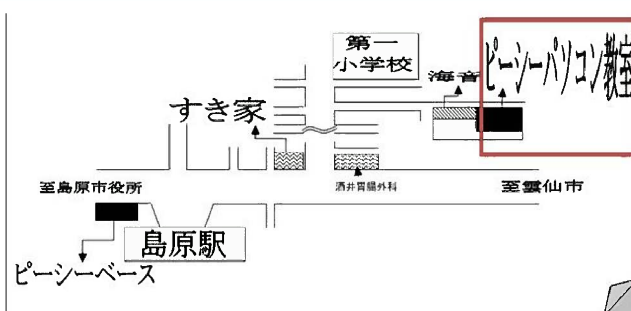 第一
小学校
海音
ピーシーパソコン教室
すき家
至島原市役所
酒井胃腸外科
至雲仙市
島原駅
ピーシーベース